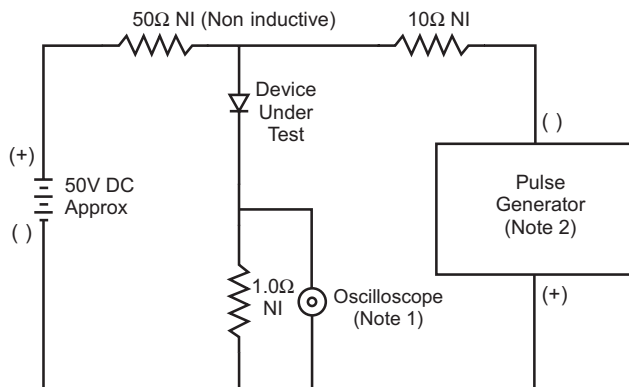 50Ω NI (Non inductive)
10Ω NI
Device
Under
Test
( )
(+)
50V DC
Approx
( )
Pulse
Generator
(Note 2)
1.0Ω
NI
Oscilloscope
(Note 1)
(+)